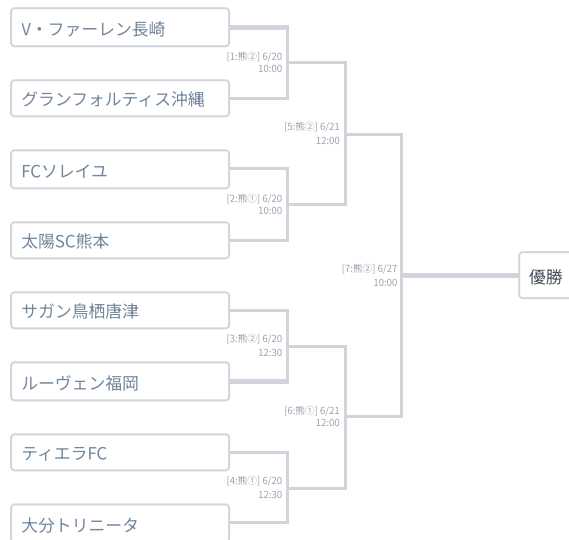 V・ファーレン長崎
[1:熊②] 6/20
10:00
グランフォルティス沖縄
[5:熊②] 6/21
12:00
FCソレイユ
[2:熊①] 6/20
10:00
太陽SC熊本
[7:熊②] 6/27
10:00
優勝
サガン鳥栖唐津
[3:熊②] 6/20
12:30
ルーヴェン福岡
[6:熊①] 6/21
12:00
ティエラFC
[4:熊①] 6/20
12:30
大分トリニータ